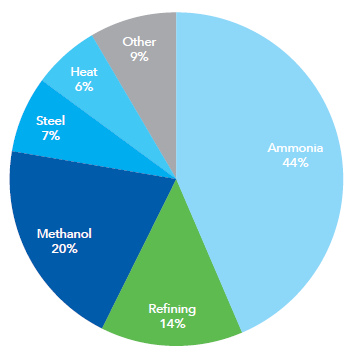 Other
9%
Heat
6%
Steel
7%
Ammonia
44%
Methanol
20%
Refining
14%